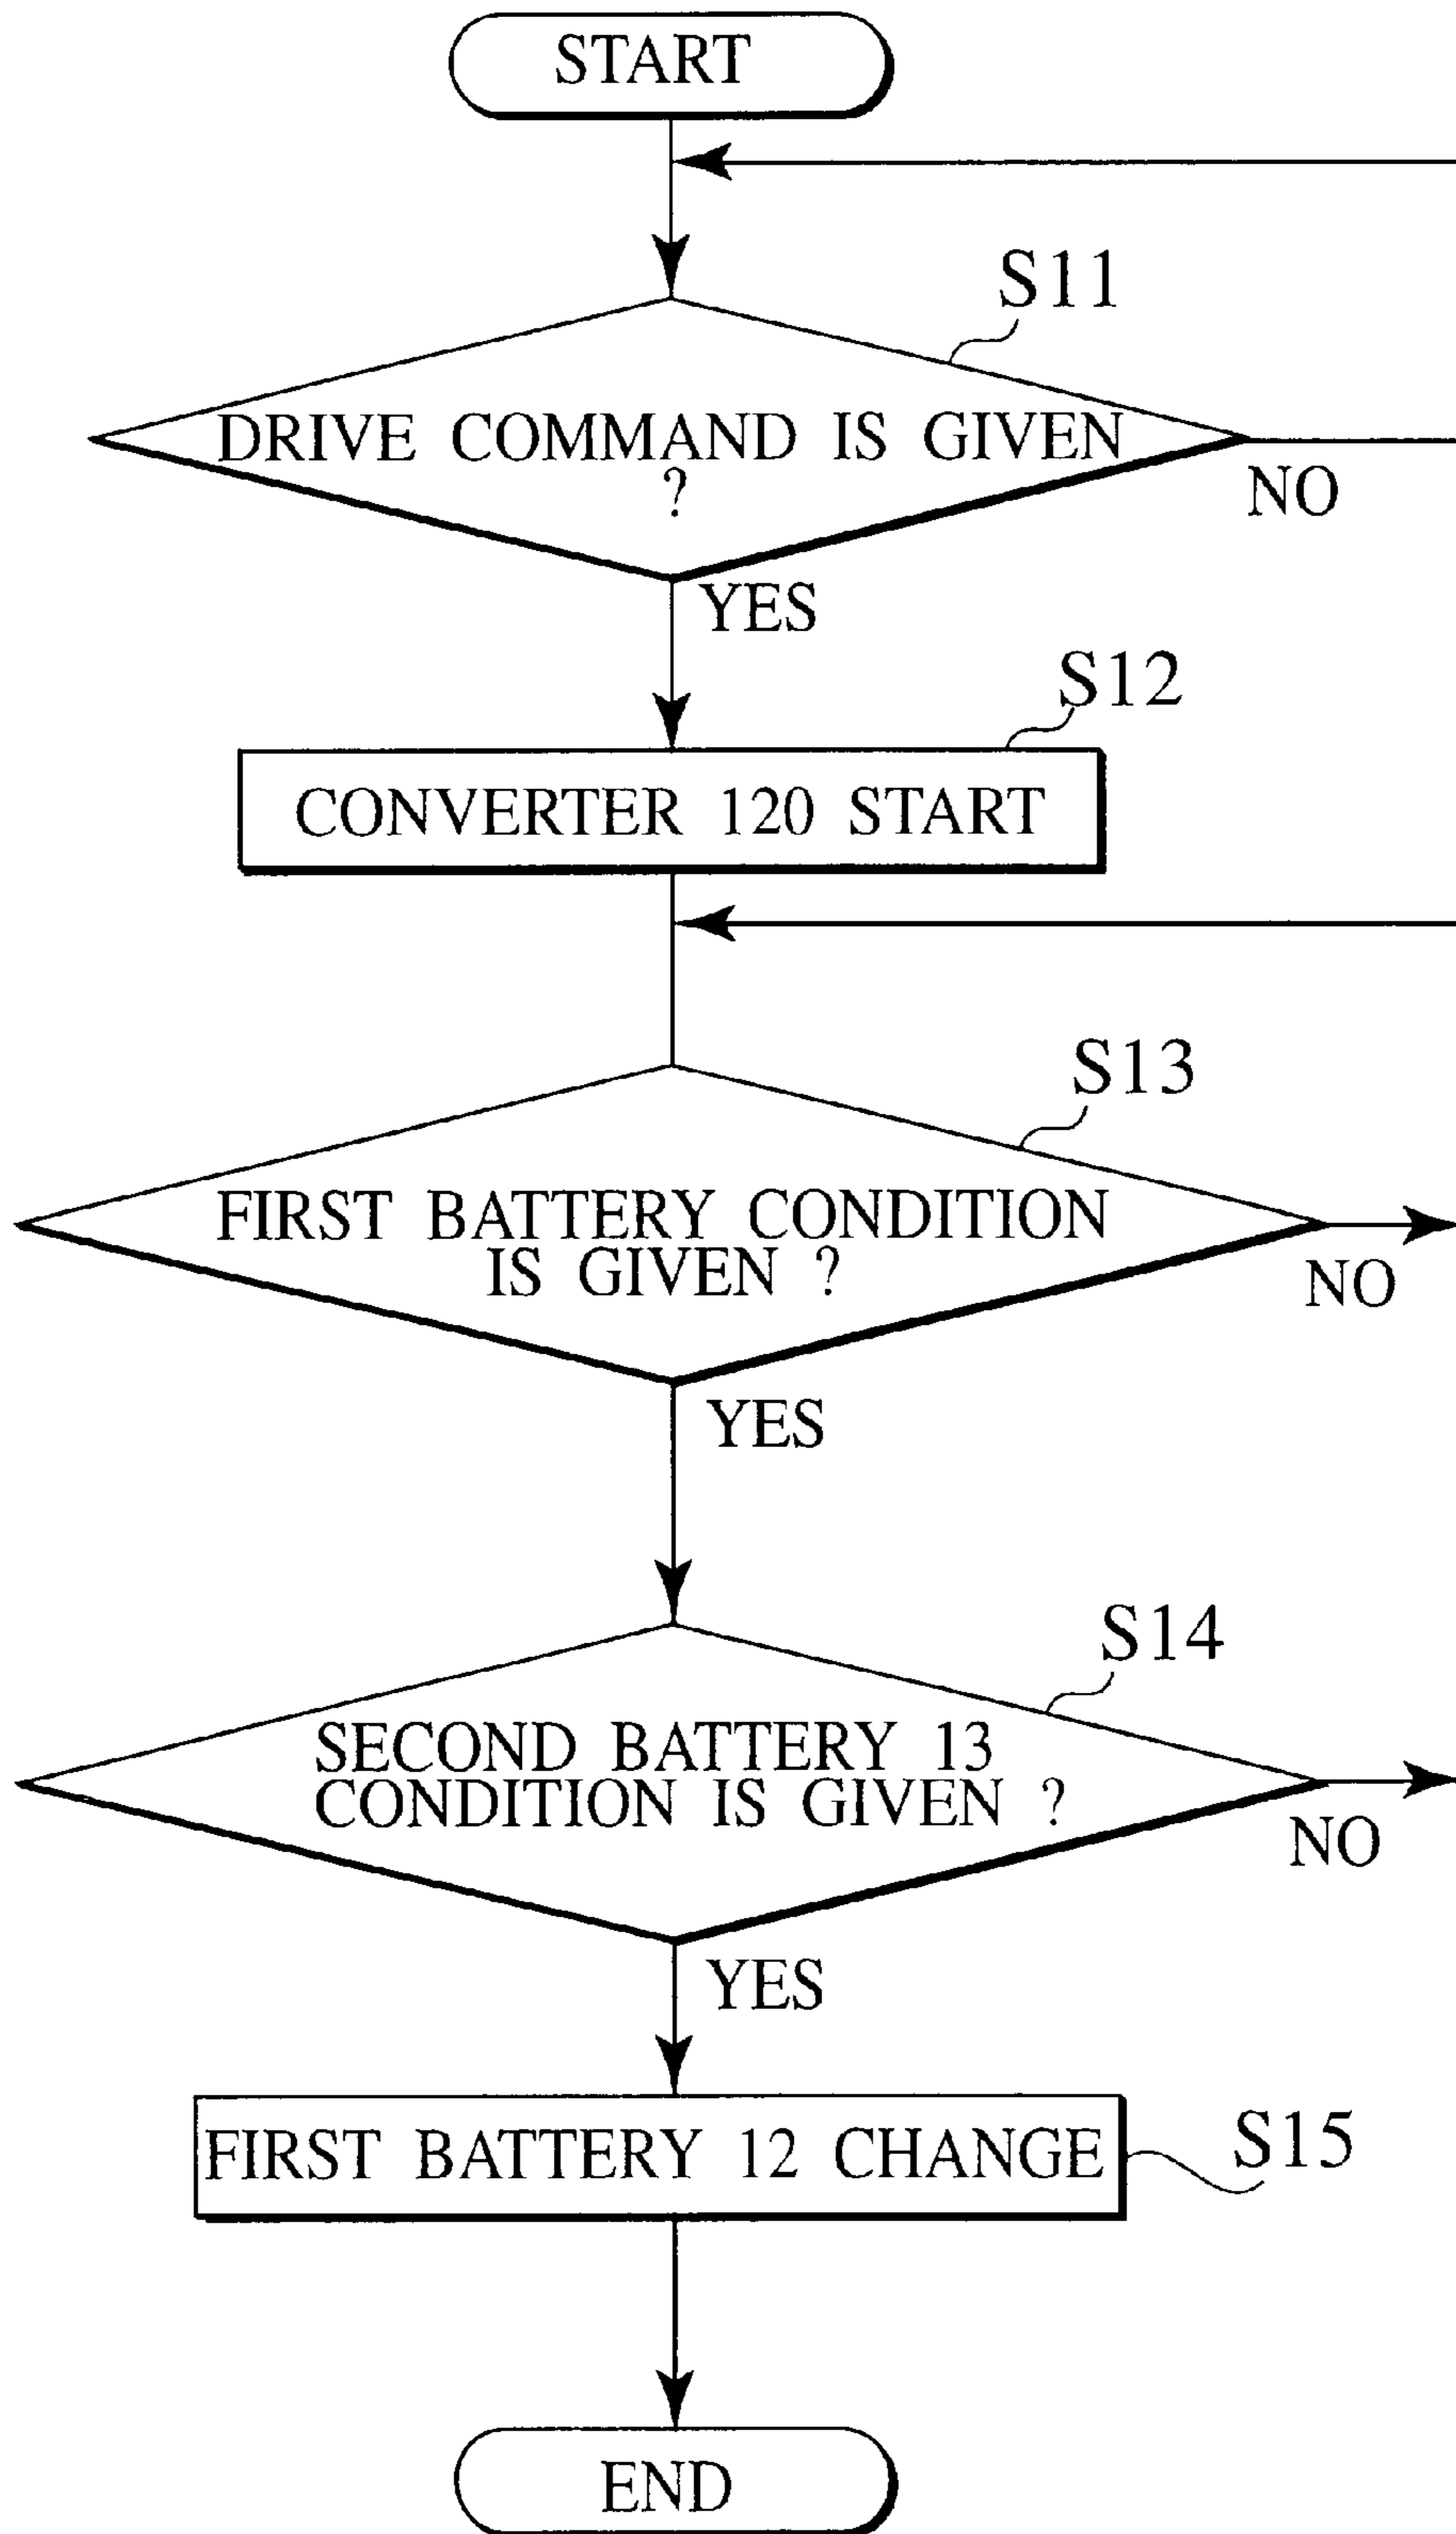 START
S11
DRIVE COMMAND IS GIVEN
?
NO
YES
S12
CONVERTER 120 START
S13
FIRST BATTERY CONDITION
IS GIVEN ?
NO
YES
S14
SECOND BATTERY 13
CONDITION IS GIVEN ?
NO
YES
FIRST BATTERY 12 CHANGE
S15
END